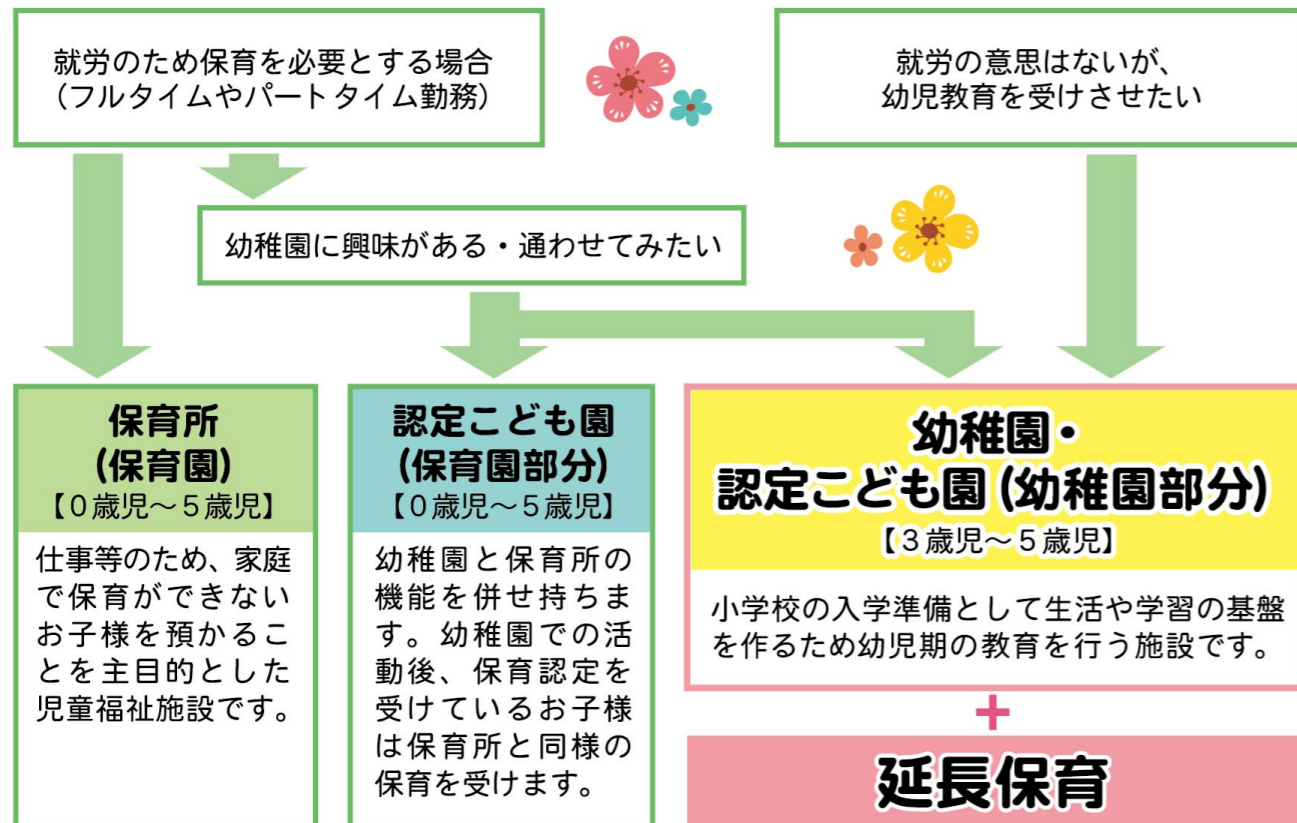 就労のため保育を必要とする場合
（フルタイムやパートタイム勤務）
就労の意思はないが、
幼児教育を受けさせたい
幼稚園に興味がある・通わせてみたい
保育所
(保育園)
【０歳児～５歳児】
仕事等のため、家庭
で保育ができない
お子様を預かるこ
とを主目的とした
児童福祉施設です。
認定こども園
(保育園部分)
【０歳児～５歳児】
幼稚園と保育所の
機能を併せ持ちま
す。幼稚園での活
動後、保育認定を
受けているお子様
は保育所と同様の
保育を受けます。
幼稚園・
認定こども園(幼稚園部分)
【３歳児～５歳児】
小学校の入学準備として生活や学習の基盤
を作るため幼児期の教育を行う施設です。
+
延長保育